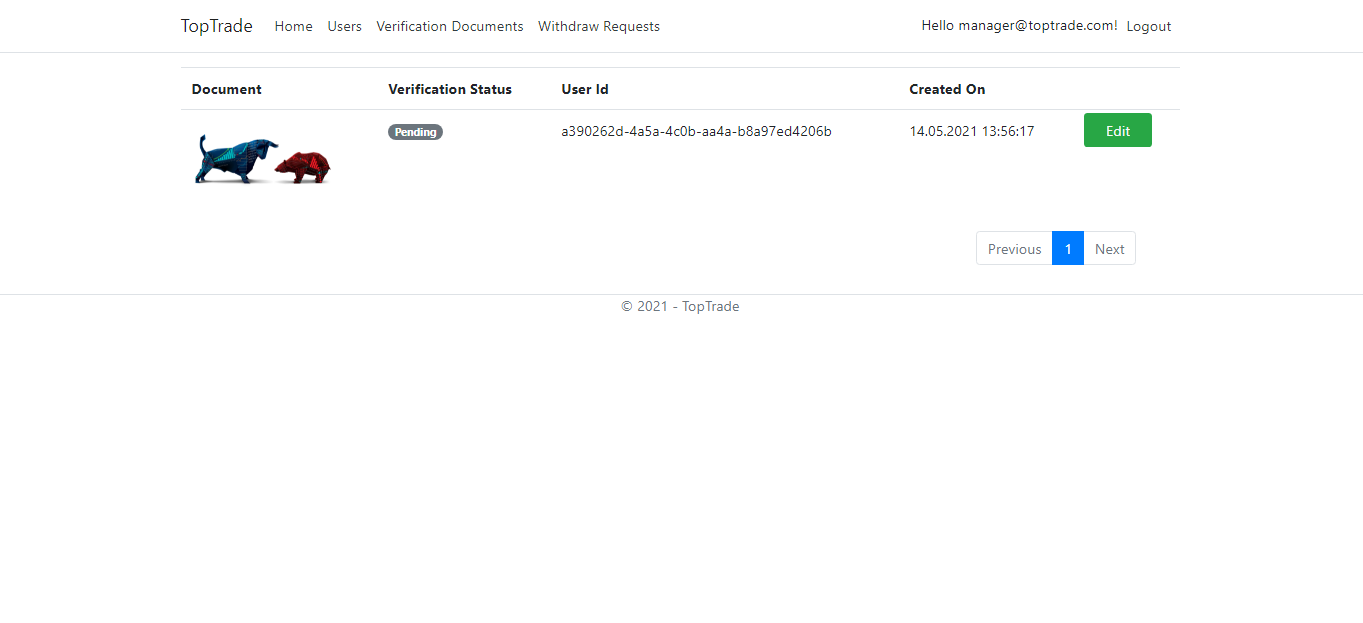 TopTrade Home Users Verification Documents Withdraw Requests Hello manager@toptrade.com! Logout
Document Verification Status User Id Created On
Pending a390262d-4a5a-4c0b-aa4a-b8a97ed4206b 14.05.2021 13:56:17 Edit
Previous 1 Next
© 2021 - TopTrade